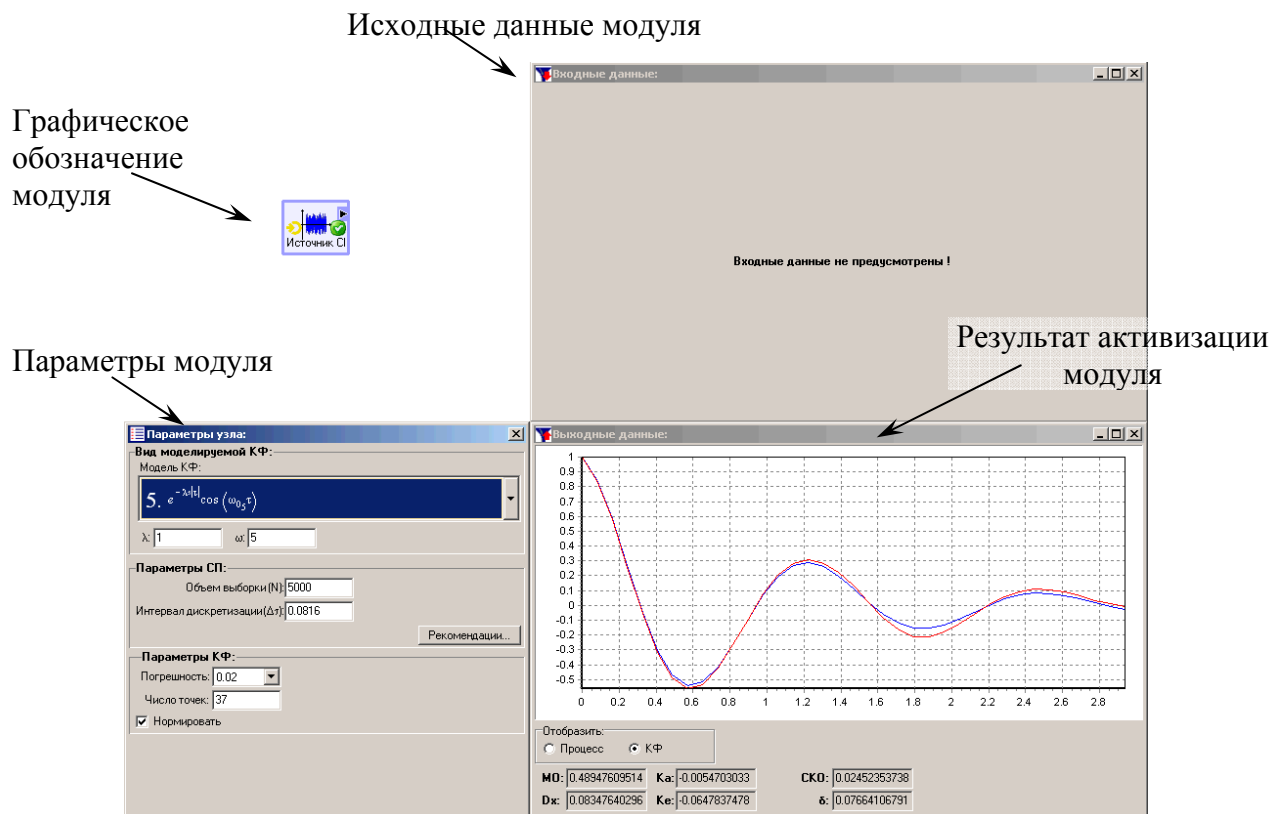 Исходные данные модуля
Входные данные:
Графическое
обозначение
модуля
Источник СІ
Входные данные не предусмотрены !
Результат активизации
модуля
Параметры модуля
Параметры узла:
Вид моделируемой КФ:
Модель КФ:
5. e^{-λ₅|τ|}cos(ω₀₅τ)
λ: 1 ω: 5
Параметры СП:
Объем выборки(N): 5000
Интервал дискретизации(Δτ): 0.0816
Рекомендации...
Параметры КФ:
Погрешность: 0.02
Число точек: 37
Нормировать
Выходные данные:
1
0.9
0.8
0.7
0.6
0.5
0.4
0.3
0.2
0.1
0
-0.1
-0.2
-0.3
-0.4
-0.5
0 0.2 0.4 0.6 0.8 1 1.2 1.4 1.6 1.8 2 2.2 2.4 2.6 2.8
Отобразить:
Процесс КФ
МО: 0.48947609514 Ka: -0.0054703033 СКО: 0.02452353738
Dx: 0.08347640296 Ke: -0.0647837478 δ: 0.07664106791